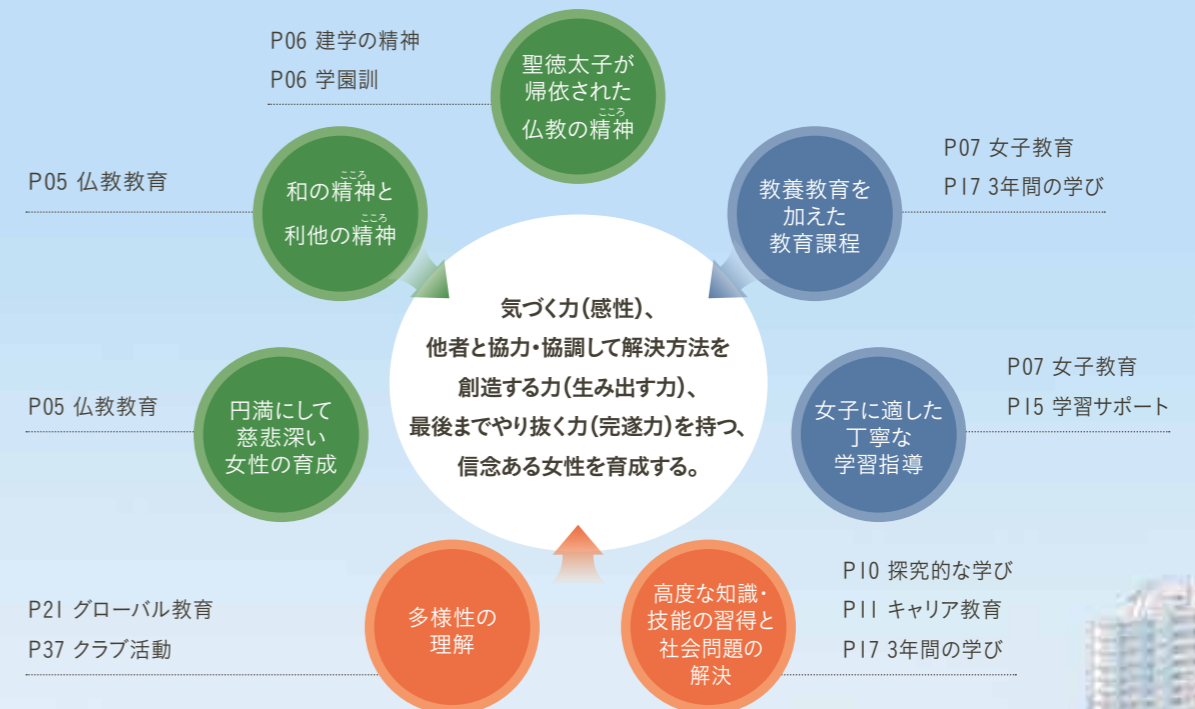 P06 建学の精神
P06 学園訓
聖徳太子が
帰依された
仏教の精神
こころ
P05 仏教教育
和の精神と
こころ
利他の精神
こころ
教養教育を
加えた
教育課程
P07 女子教育
P17 3年間の学び
気づく力(感性)、
他者と協力・協調して解決方法を
創造する力(生み出す力)、
最後までやり抜く力(完遂力)を持つ、
信念ある女性を育成する。
P05 仏教教育
円満にして
慈悲深い
女性の育成
女子に適した
丁寧な
学習指導
P07 女子教育
P15 学習サポート
P21 グローバル教育
P37 クラブ活動
多様性の
理解
高度な知識・
技能の習得と
社会問題の
解決
P10 探究的な学び
P11 キャリア教育
P17 3年間の学び